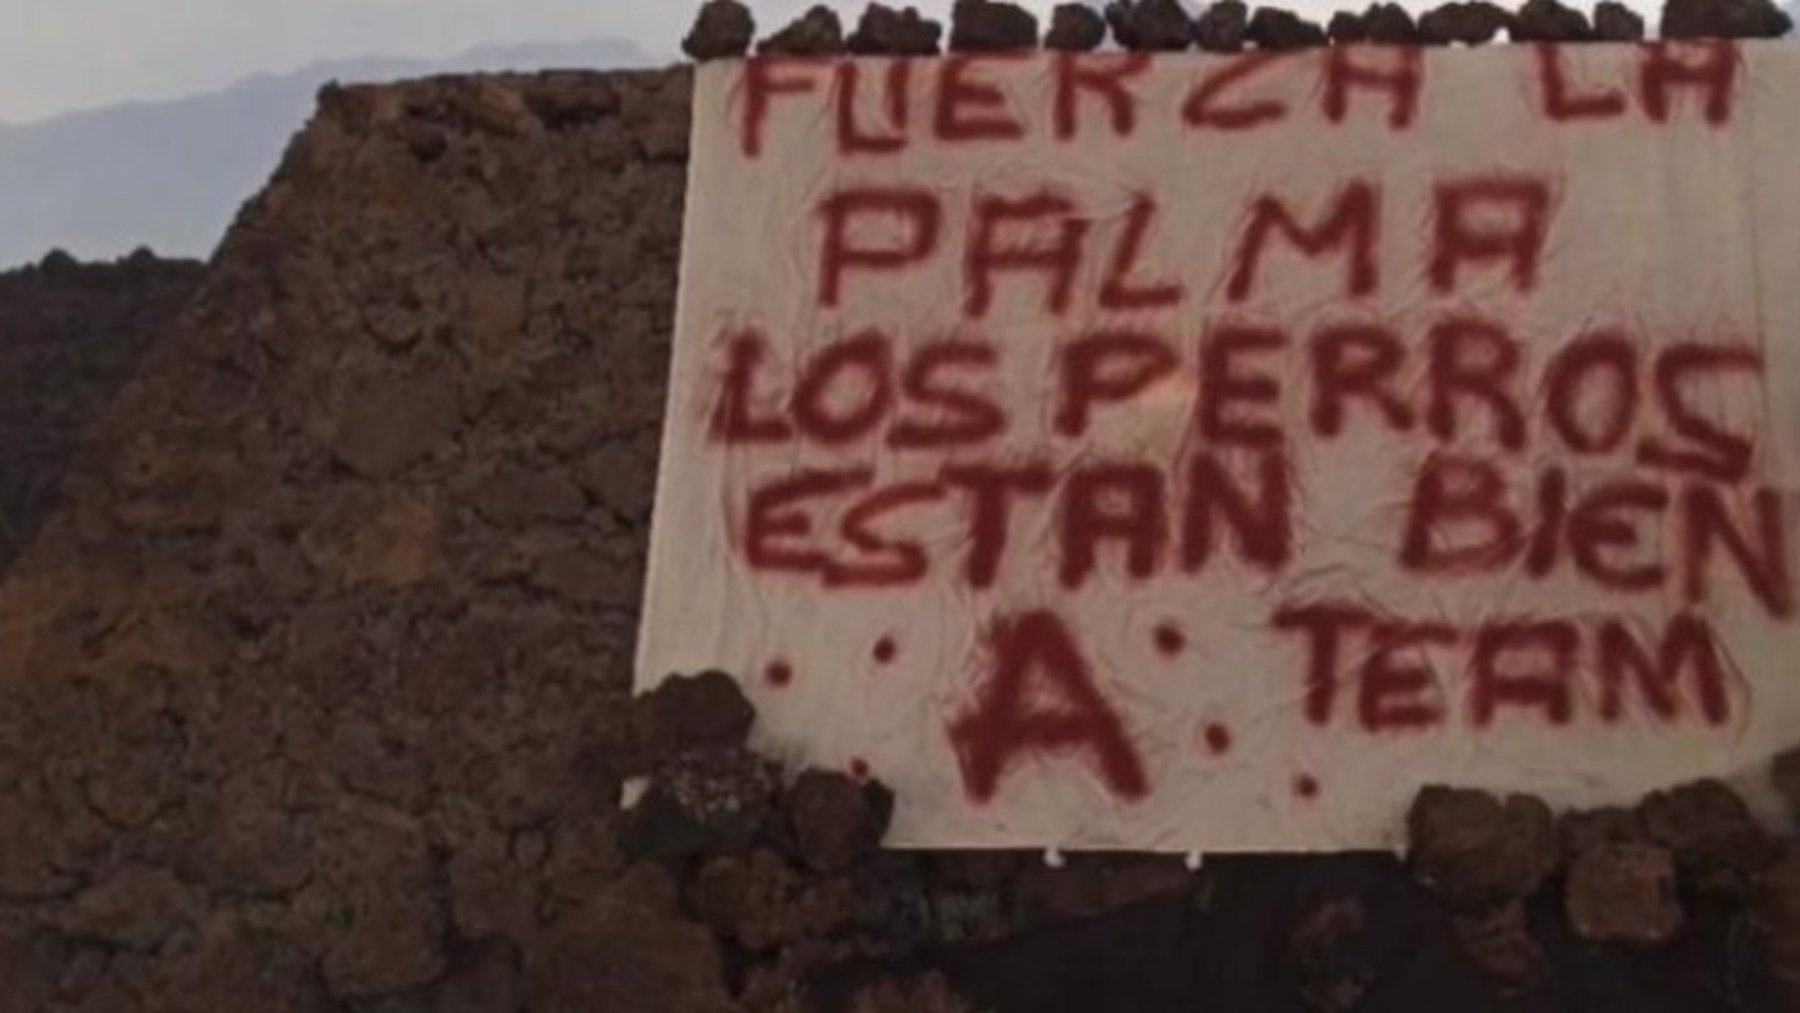 FUERZA LA
PALMA
LOS PERROS
ESTAN BIEN
A TEAM